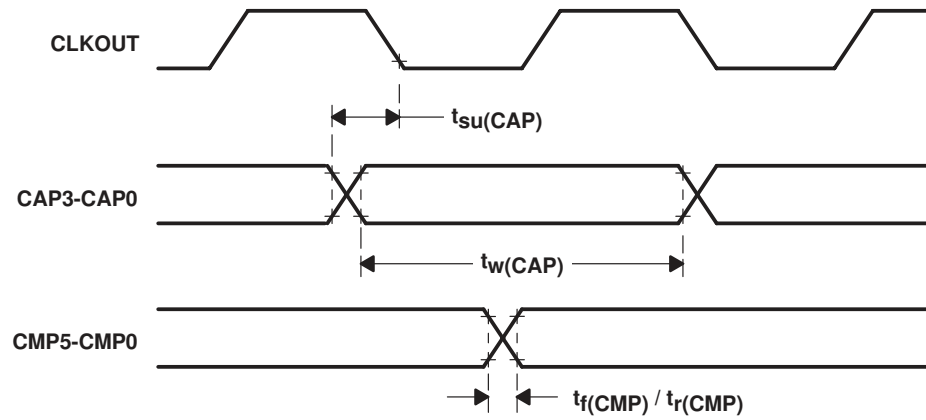 CLKOUT
tsu(CAP)
CAP3-CAP0
tw(CAP)
CMP5-CMP0
tf(CMP) / tr(CMP)